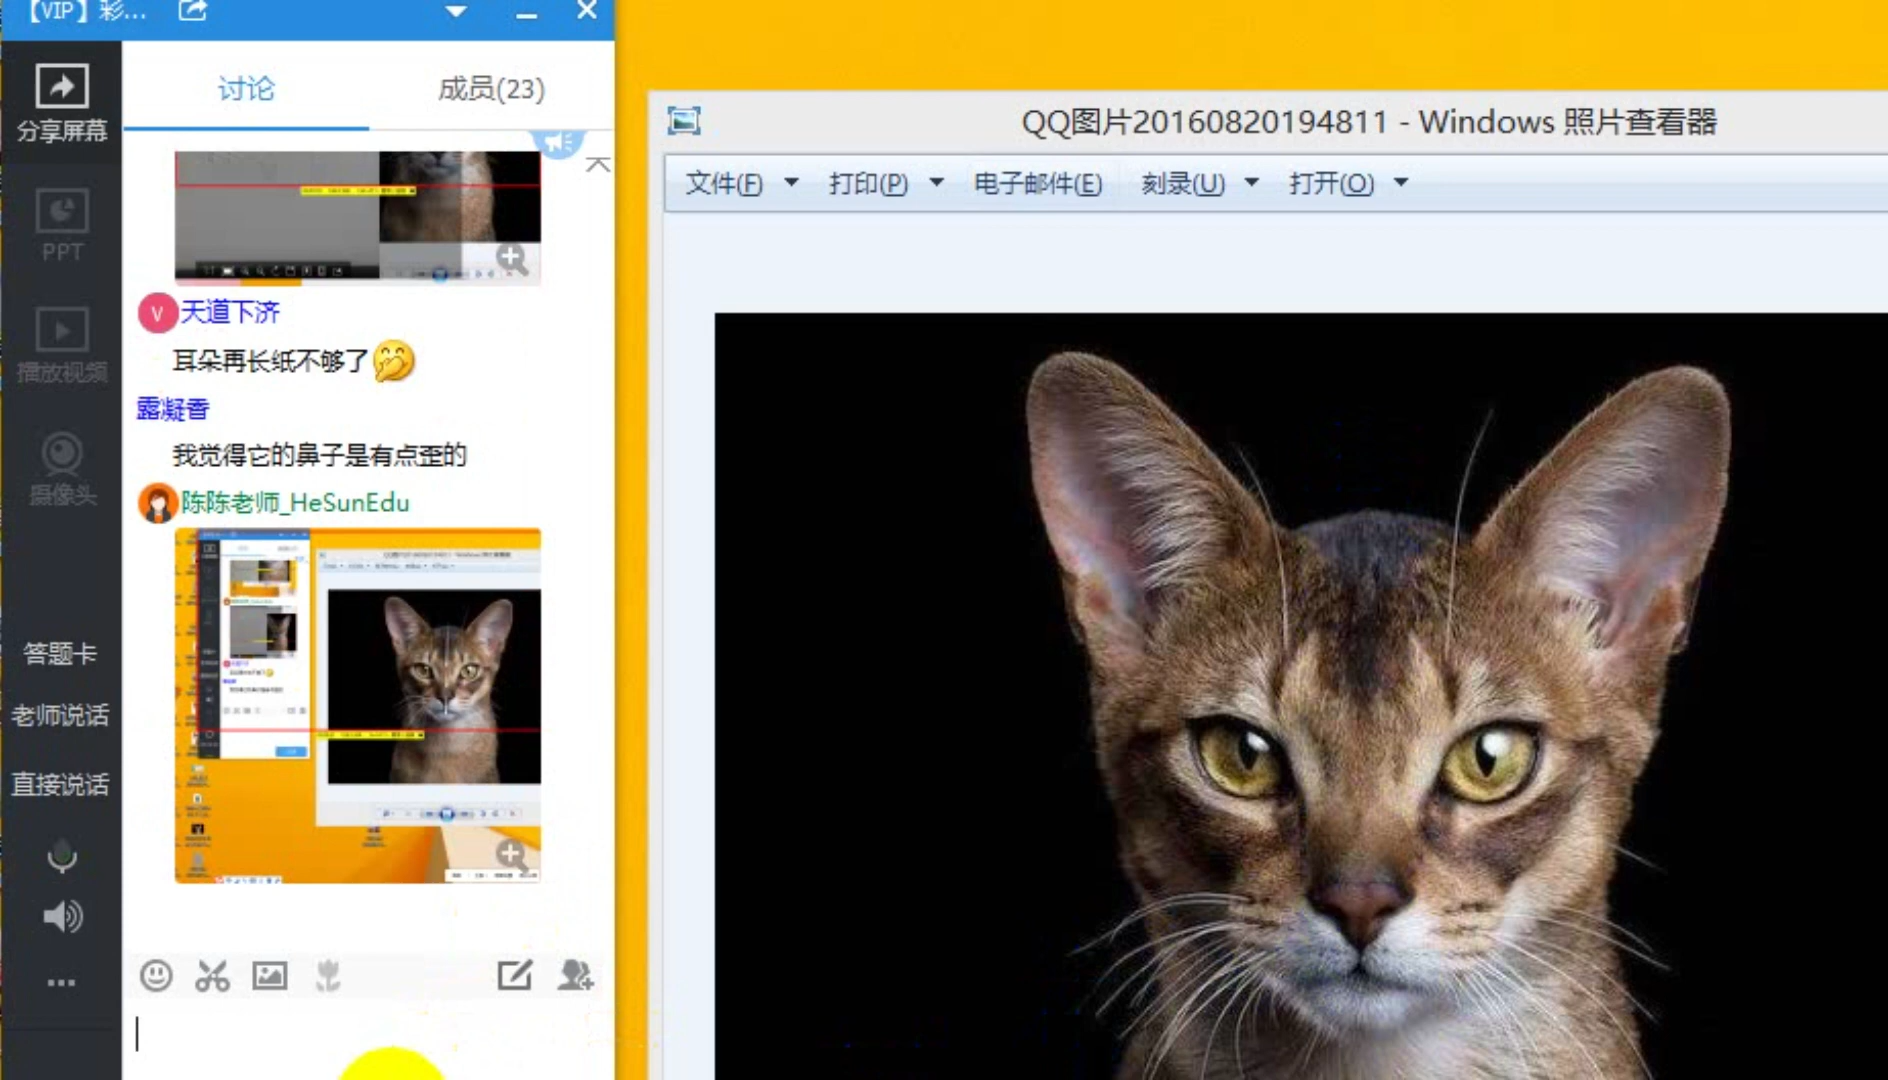 【VIP】彩...
分享屏幕
PPT
播放视频
摄像头
答题卡
老师说话
直接说话
讨论
成员(23)
V 天道下济
耳朵再长纸不够了
露凝香
我觉得它的鼻子是有点歪的
陈陈老师_HeSunEdu
QQ图片20160820194811 - Windows 照片查看器
文件(F) 打印(P) 电子邮件(E) 刻录(U) 打开(O)